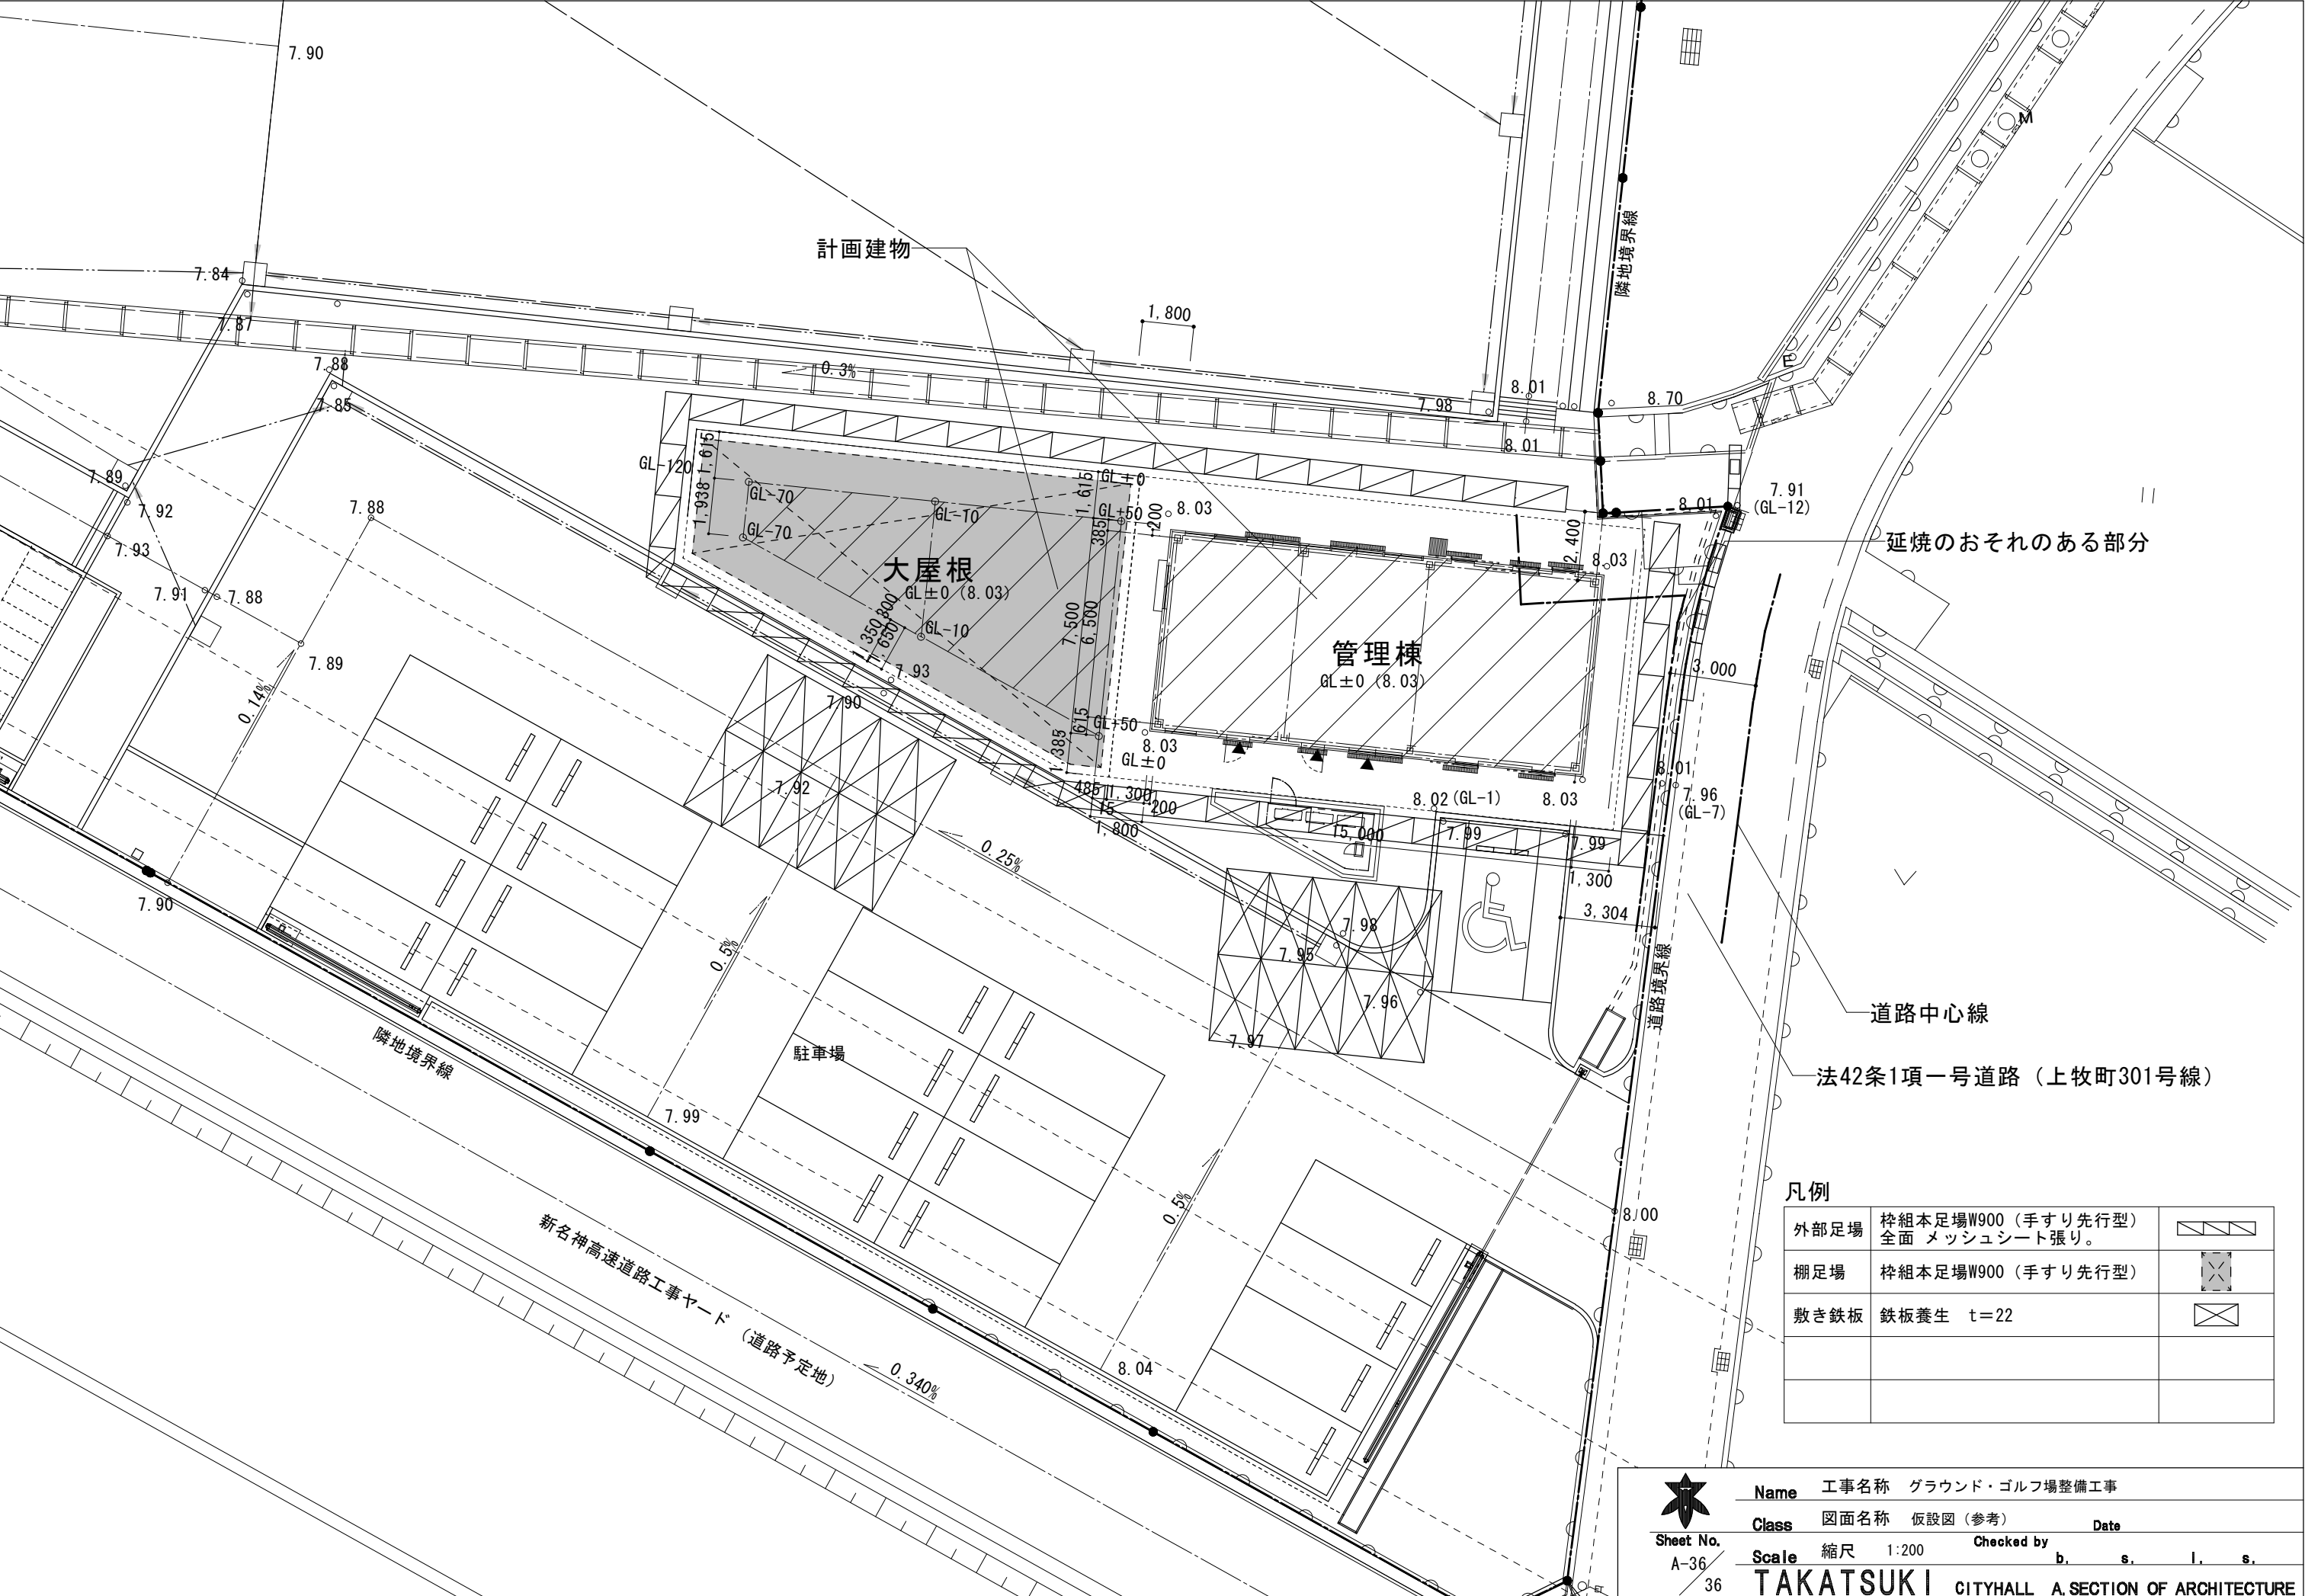 7.90
計画建物
隣地境界線
7.84
1,800
7.87
0.3%
7.88
7.85
8.01
7.98
8.70
8.01
M
E
GL-120
1,615
1,938
GL-70
GL-70
GL-10
1,615
GL±0
GL+50
385
200
8.03
2,400
8.03
8.01
7.91
(GL-12)
延焼のおそれのある部分
7.89
7.92
7.88
7.93
7.91
7.88
7.89
0.14%
大屋根
GL±0 (8.03)
GL-10
7,500
6,500
管理棟
GL±0 (8.03)
3,000
7.93
7.90
615
GL+50
8.03
GL±0
7.92
485
1,300
15
200
1,800
8.02(GL-1)
8.03
8.01
7.96
(GL-7)
15,000
7.99
7.99
1,300
3,304
0.25%
0.5%
7.90
7.98
7.95
7.96
7.97
道路境界線
道路中心線
法42条1項一号道路（上牧町301号線）
隣地境界線
駐車場
7.99
0.5%
8.00
8.04
新名神高速道路工事ヤード （道路予定地）
0.340%
凡例
外部足場 枠組本足場W900（手すり先行型）
全面 メッシュシート張り。
棚足場 枠組本足場W900（手すり先行型）
敷き鉄板 鉄板養生 t＝22
Name 工事名称 グラウンド・ゴルフ場整備工事
Class 図面名称 仮設図（参考） Date
Sheet No. A-36/36
Scale 縮尺 1:200 Checked by b. s. l. s.
TAKATSUKI CITYHALL A.SECTION OF ARCHITECTURE